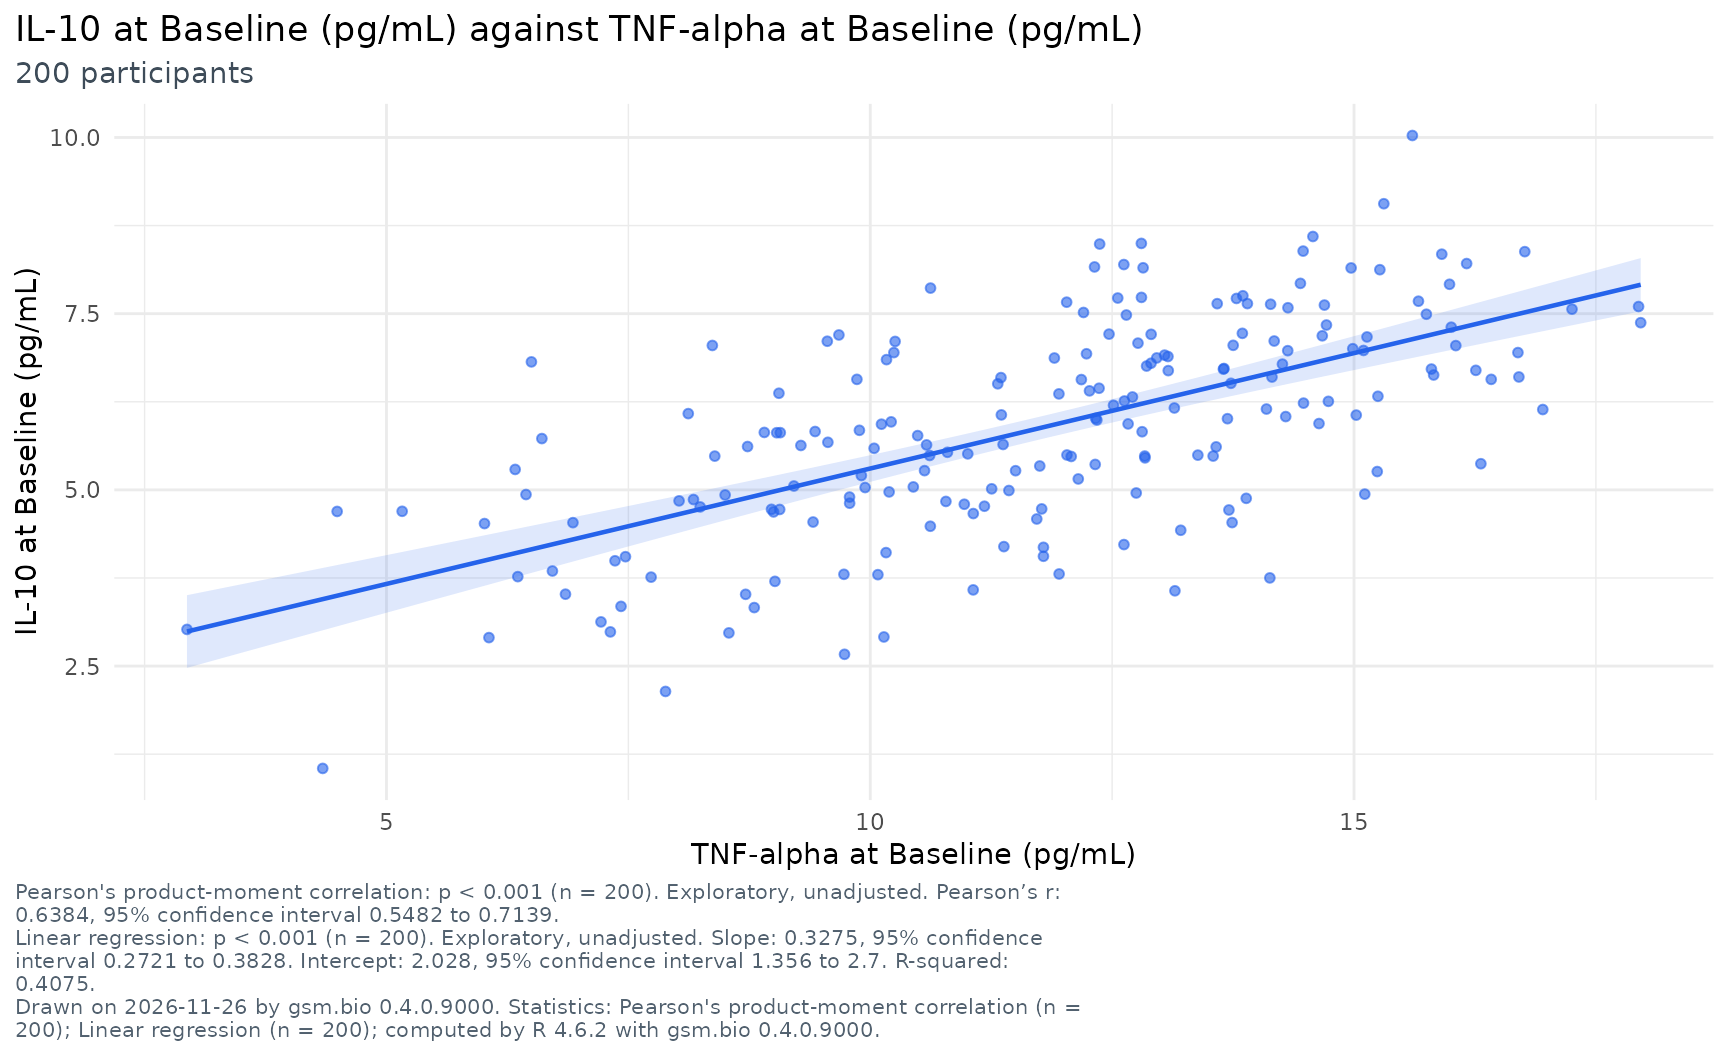 IL-10 at Baseline (pg/mL) against TNF-alpha at Baseline (pg/mL)
200 participants
10.0
7.5
5.0
2.5
IL-10 at Baseline (pg/mL)
5
10
15
TNF-alpha at Baseline (pg/mL)
Pearson's product-moment correlation: p < 0.001 (n = 200). Exploratory, unadjusted. Pearson’s r:
0.6384, 95% confidence interval 0.5482 to 0.7139.
Linear regression: p < 0.001 (n = 200). Exploratory, unadjusted. Slope: 0.3275, 95% confidence
interval 0.2721 to 0.3828. Intercept: 2.028, 95% confidence interval 1.356 to 2.7. R-squared:
0.4075.
Drawn on 2026-11-26 by gsm.bio 0.4.0.9000. Statistics: Pearson's product-moment correlation (n =
200); Linear regression (n = 200); computed by R 4.6.2 with gsm.bio 0.4.0.9000.